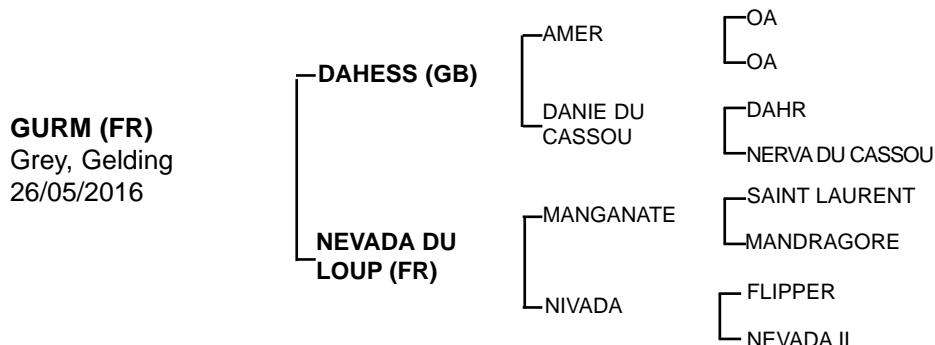 GURM (FR)
Grey, Gelding
26/05/2016
DAHESS (GB)
NEVADA DU
LOUP (FR)
AMER
DANIE DU
CASSOU
MANGANATE
NIVADA
OA
OA
DAHR
NERVA DU CASSOU
SAINT LAURENT
MANDRAGORE
FLIPPER
NEVADA II